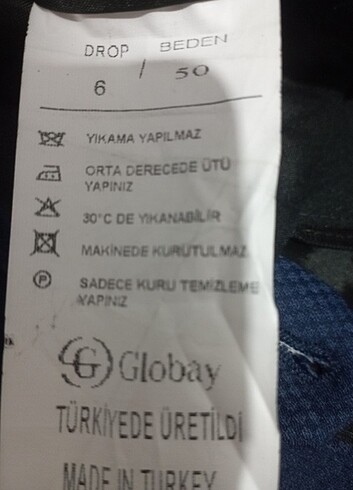 DROP / BEDEN
6 50
YIKAMA YAPILMAZ
ORTA DERECEDE ÜTÜ
YAPINIZ
30°C DE YIKANABİLİR
MAKİNEDE KURUTULMAZ
P SADECE KURU TEMİZLEME
YAPINIZ
G Globay
TÜRKİYEDE ÜRETİLDİ
MADE IN TURKEY